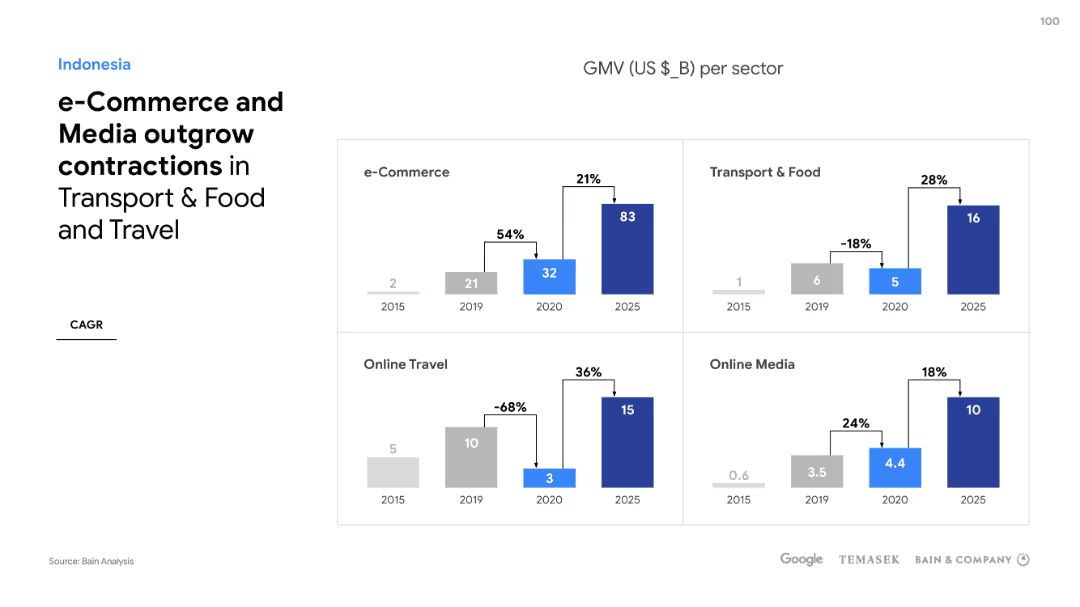 100
Indonesia
e-Commerce and
Media outgrow
contractions in
Transport & Food
and Travel
CAGR
GMV (US $_B) per sector
e-Commerce
21%
54%
2
21
32
83
2015
2019
2020
2025
Transport & Food
28%
-18%
1
6
5
16
2015
2019
2020
2025
Online Travel
36%
-68%
5
10
3
15
2015
2019
2020
2025
Online Media
18%
24%
0.6
3.5
4.4
10
2015
2019
2020
2025
Source: Bain Analysis
Google TEMASEK BAIN & COMPANY